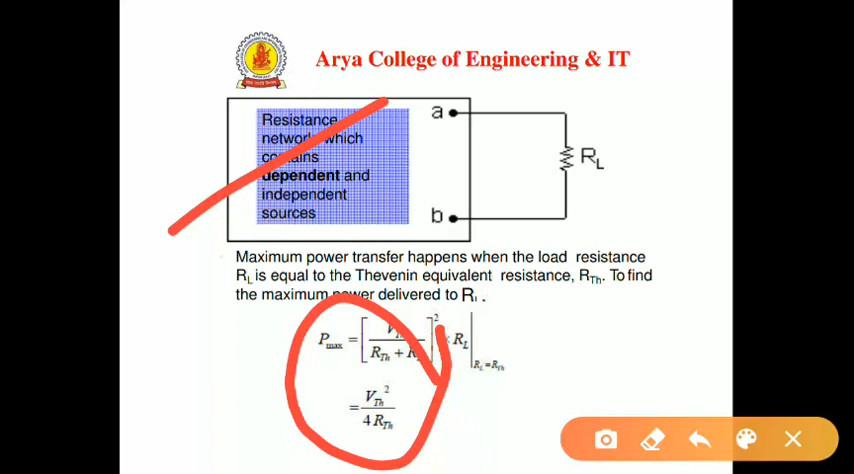 Arya College of Engineering & IT
Resistance
network which
contains
dependent and
independent
sources
a
b
R_L
Maximum power transfer happens when the load resistance
R_L is equal to the Thevenin equivalent resistance, R_Th. To find
the maximum power delivered to R_L.
P_max = [V_Th / (R_Th + R_L)]^2 × R_L |_{R_L=R_Th}
= V_Th^2 / 4 R_Th